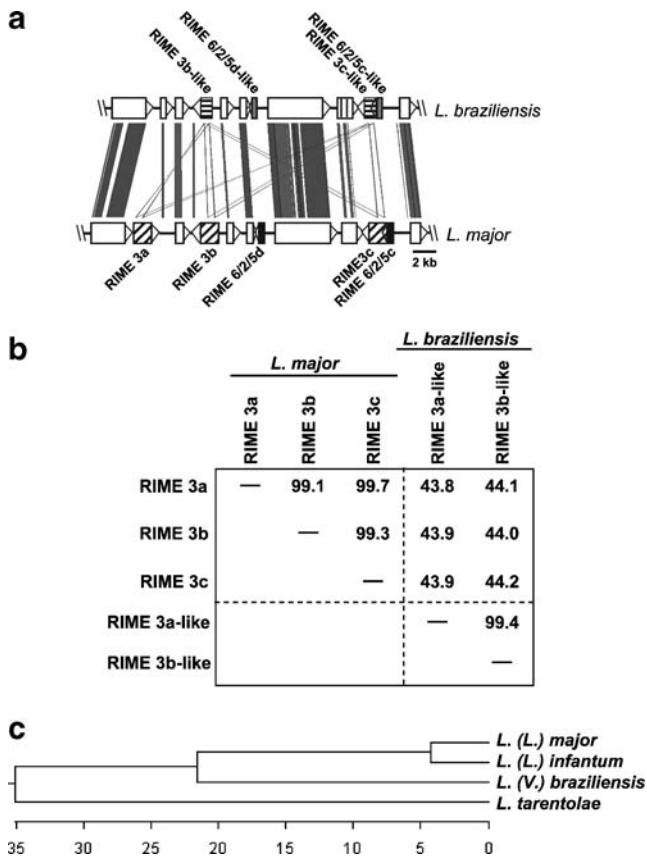 a
RIME 3b-like
RIME 6/2/5d-like
RIME 3c-like
RIME 6/2/5c-like
L. braziliensis
L. major
2 kb
RIME 3a
RIME 3b
RIME 6/2/5d
RIME3c
RIME 6/2/5c
b
L. braziliensis
L. major
RIME 3a
RIME 3b
RIME 3c
RIME 3a-like
RIME 3b-like
RIME 3a — 99.1 99.7 43.8 44.1
RIME 3b — 99.3 43.9 44.0
RIME 3c — 43.9 44.2
RIME 3a-like — 99.4
RIME 3b-like —
c
L. (L.) major
L. (L.) infantum
L. (V.) braziliensis
L. tarentolae
35 30 25 20 15 10 5 0